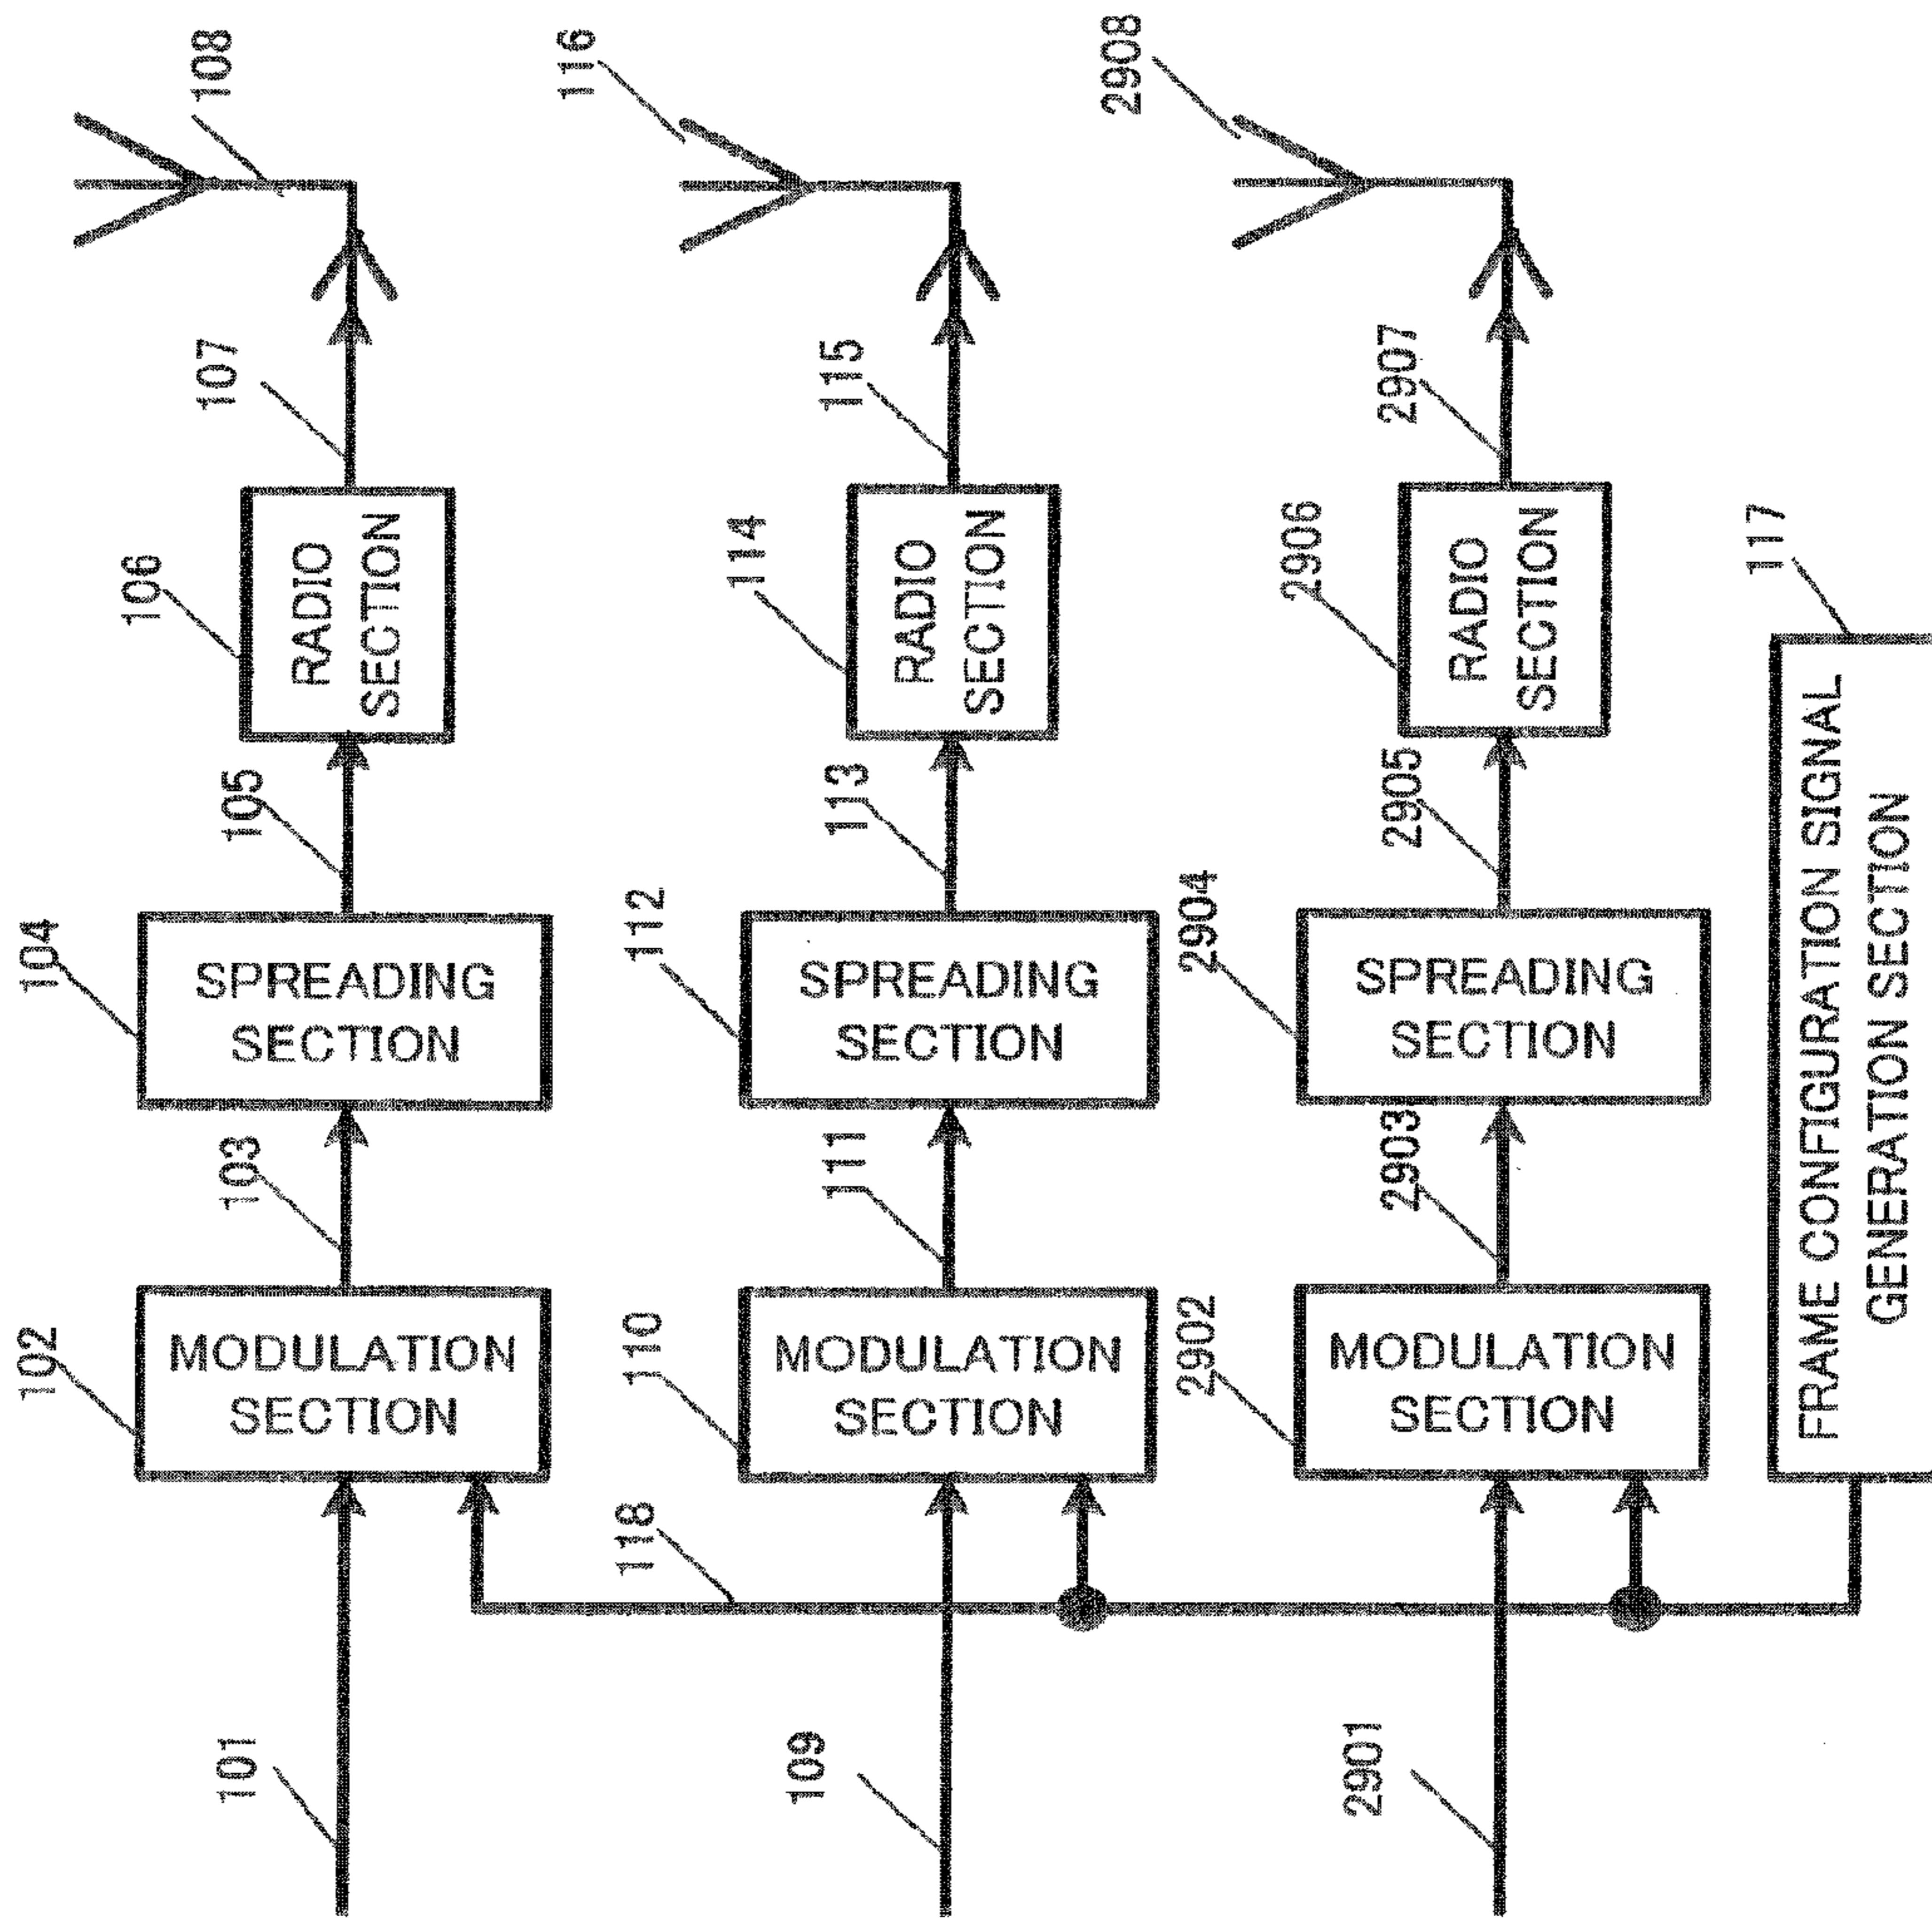 101
102
MODULATION
SECTION
103
104
SPREADING
SECTION
105
106
RADIO
SECTION
107
108
118
109
110
MODULATION
SECTION
111
112
SPREADING
SECTION
113
114
RADIO
SECTION
115
116
2901
2902
MODULATION
SECTION
2903
2904
SPREADING
SECTION
2905
2906
RADIO
SECTION
2907
2908
FRAME CONFIGURATION SIGNAL
GENERATION SECTION
117